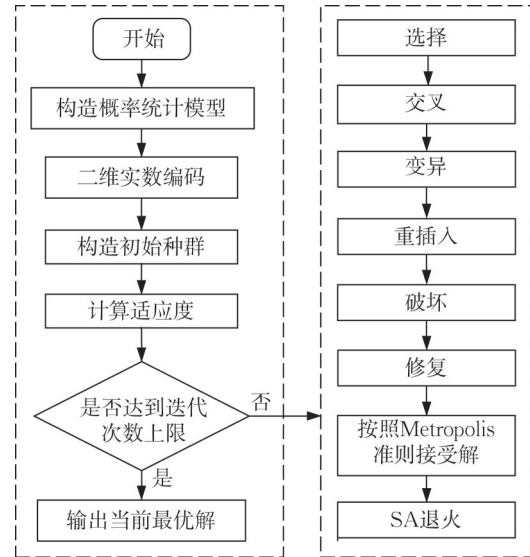 开始
构造概率统计模型
二维实数编码
构造初始种群
计算适应度
是否达到迭代
次数上限
否
是
输出当前最优解
选择
交叉
变异
重插入
破坏
修复
按照Metropolis
准则接受解
SA退火